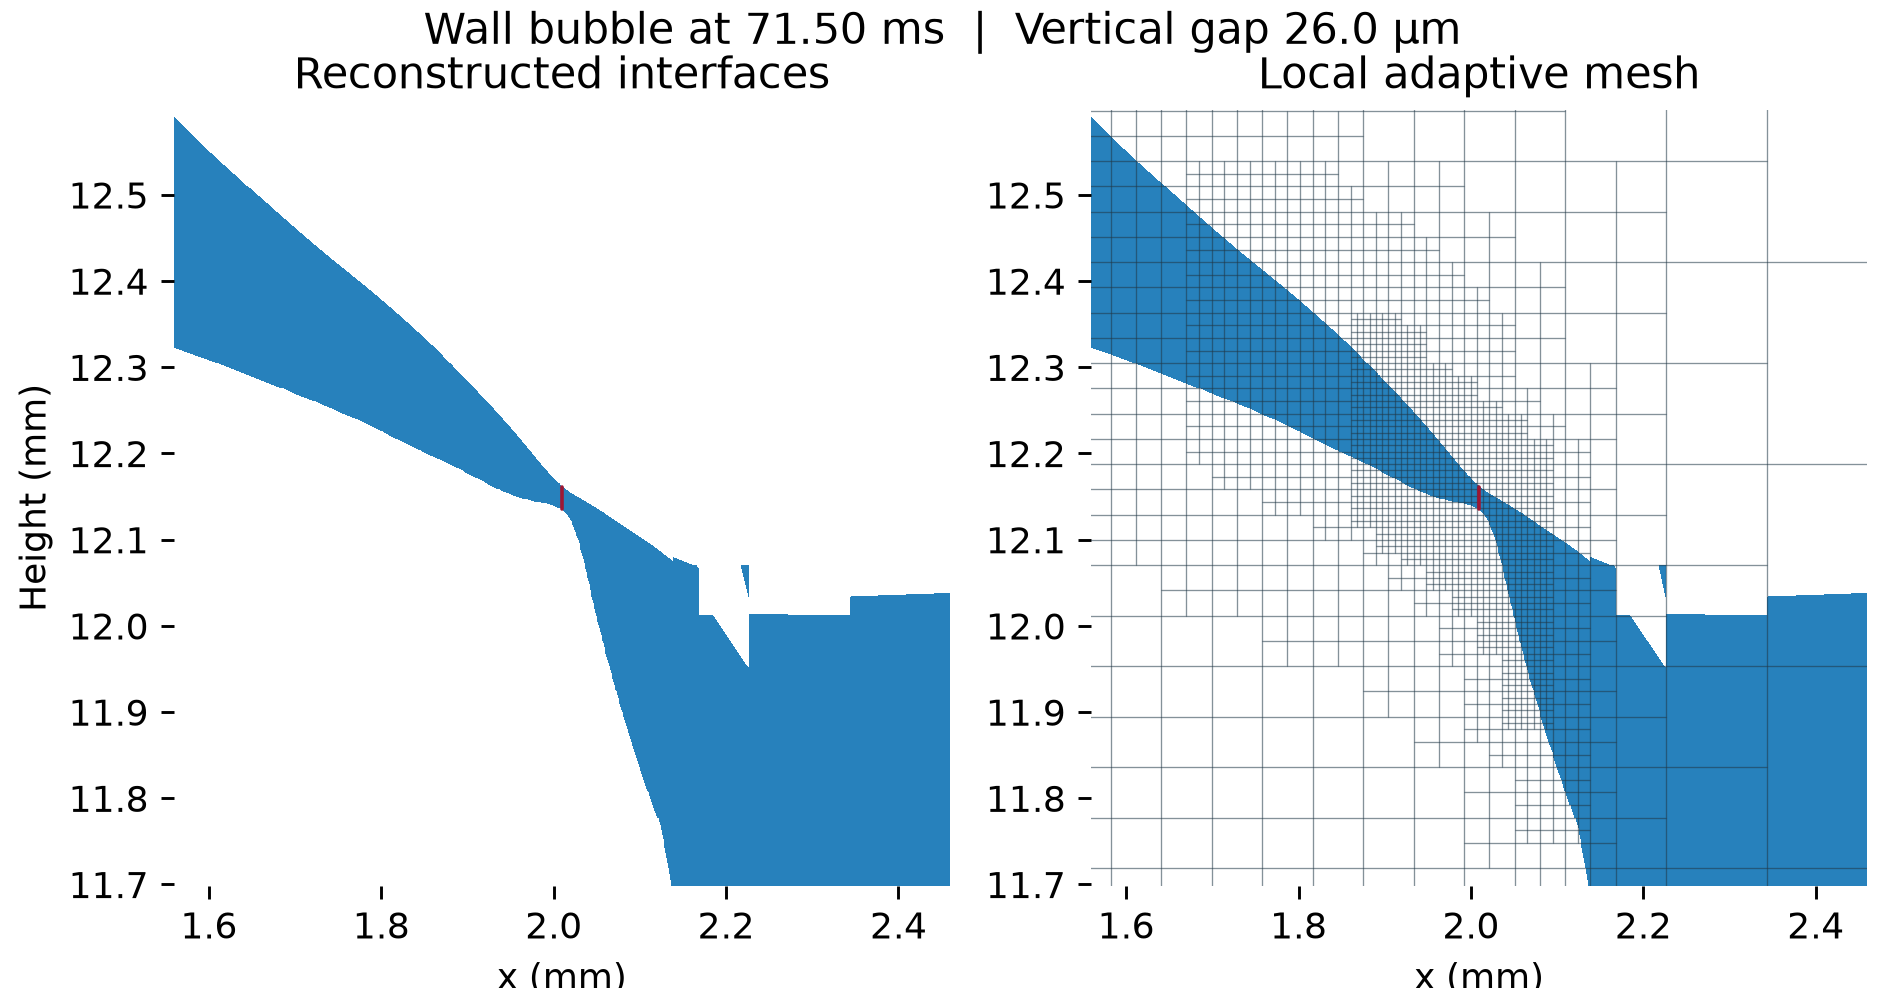 Wall bubble at 71.50 ms | Vertical gap 26.0 μm
Reconstructed interfaces
Local adaptive mesh
Height (mm)
12.5
12.4
12.3
12.2
12.1
12.0
11.9
11.8
11.7
1.6 1.8 2.0 2.2 2.4
x (mm)
12.5
12.4
12.3
12.2
12.1
12.0
11.9
11.8
11.7
1.6 1.8 2.0 2.2 2.4
x (mm)